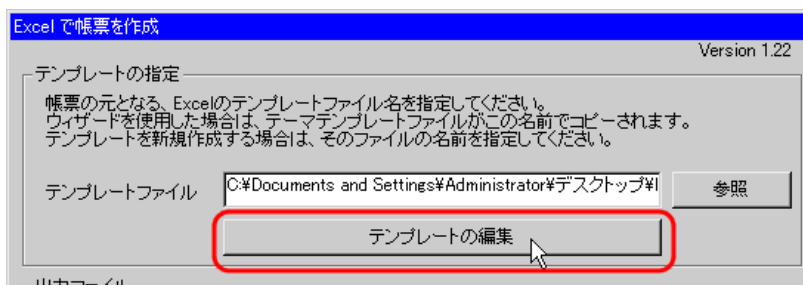 Excel で帳票を作成
Version 1.22
テンプレートの指定
帳票の元となる、Excelのテンプレートファイル名を指定してください。
ウィザードを使用した場合は、テーマテンプレートファイルがこの名前でコピーされます。
テンプレートを新規作成する場合は、そのファイルの名前を指定してください。
テンプレートファイル C:¥Documents and Settings¥Administrator¥デスクトップ¥I 参照
テンプレートの編集
出力ファイル